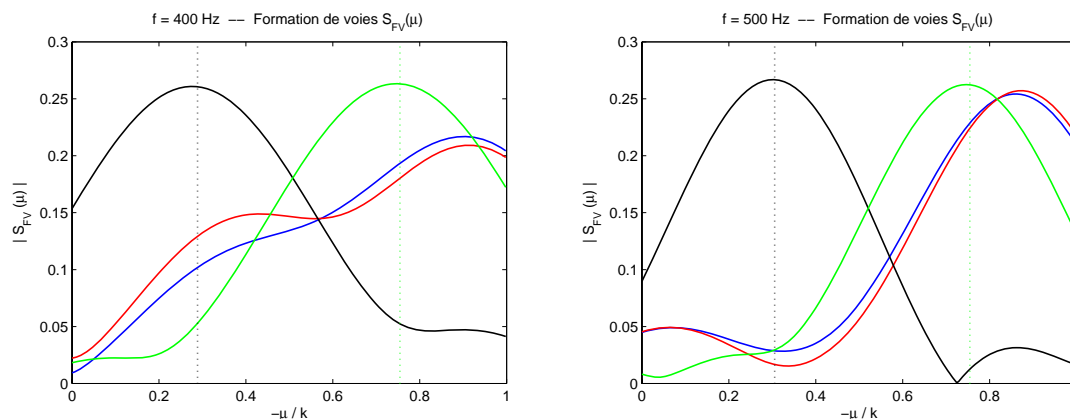 f = 400 Hz −− Formation de voies S_FV(μ)
0.3
0.25
0.2
0.15
0.1
0.05
0
| S_FV (μ) |
0 0.2 0.4 0.6 0.8 1
−μ / k
f = 500 Hz −− Formation de voies S_FV(μ)
0.3
0.25
0.2
0.15
0.1
0.05
0
| S_FV (μ) |
0 0.2 0.4 0.6 0.8
−μ / k